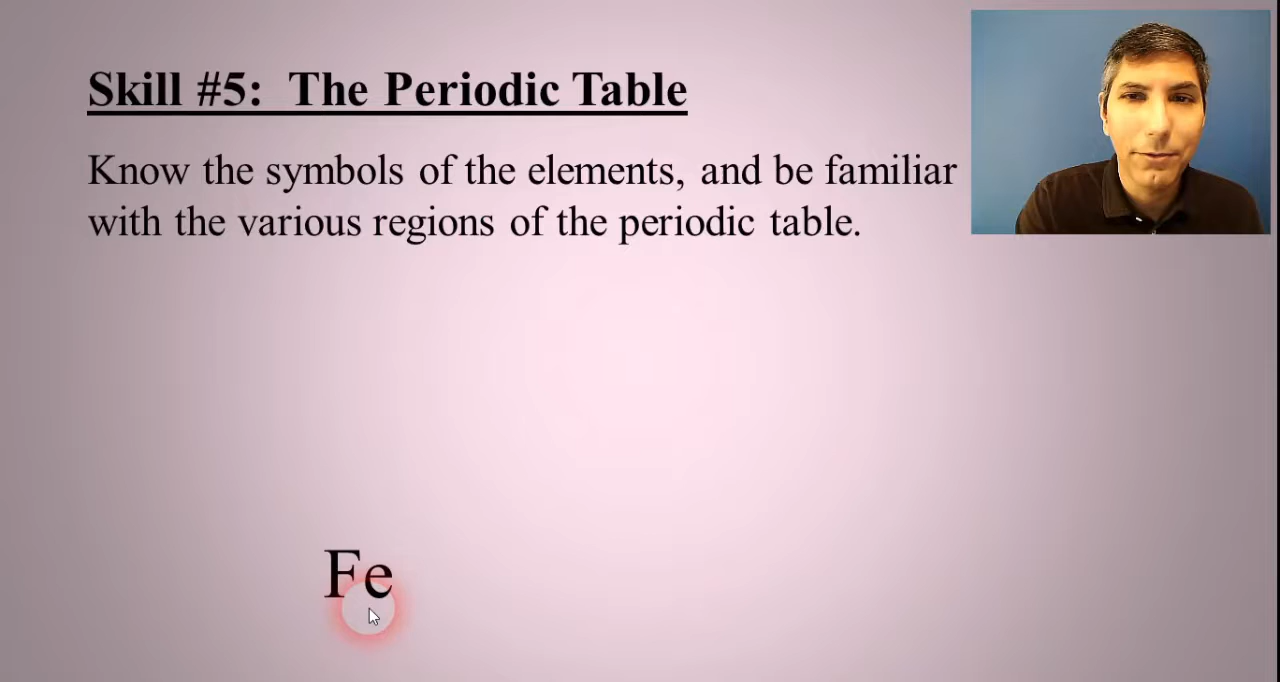 Skill #5: The Periodic Table
Know the symbols of the elements, and be familiar
with the various regions of the periodic table.
Fe